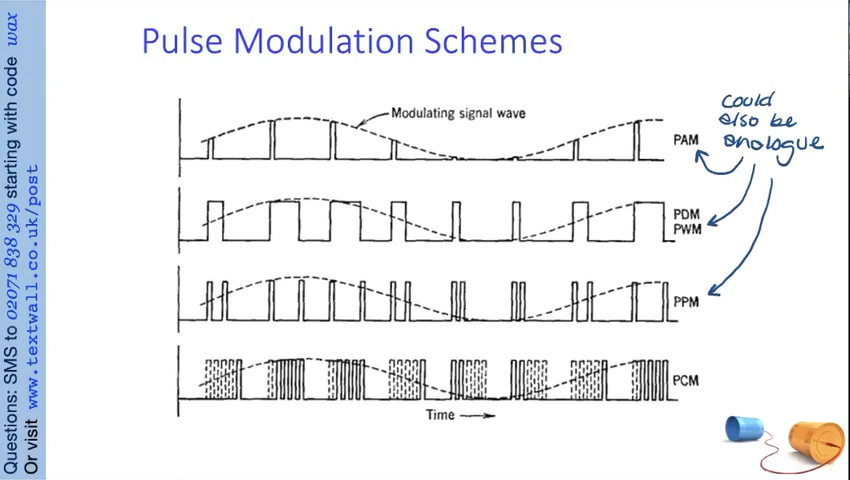 Pulse Modulation Schemes
Modulating signal wave
could
also be
analogue
PAM
PDM
PWM
PPM
PCM
Time
Questions: SMS to 02071 838 329 starting with code wax
Or visit www.textwall.co.uk/post